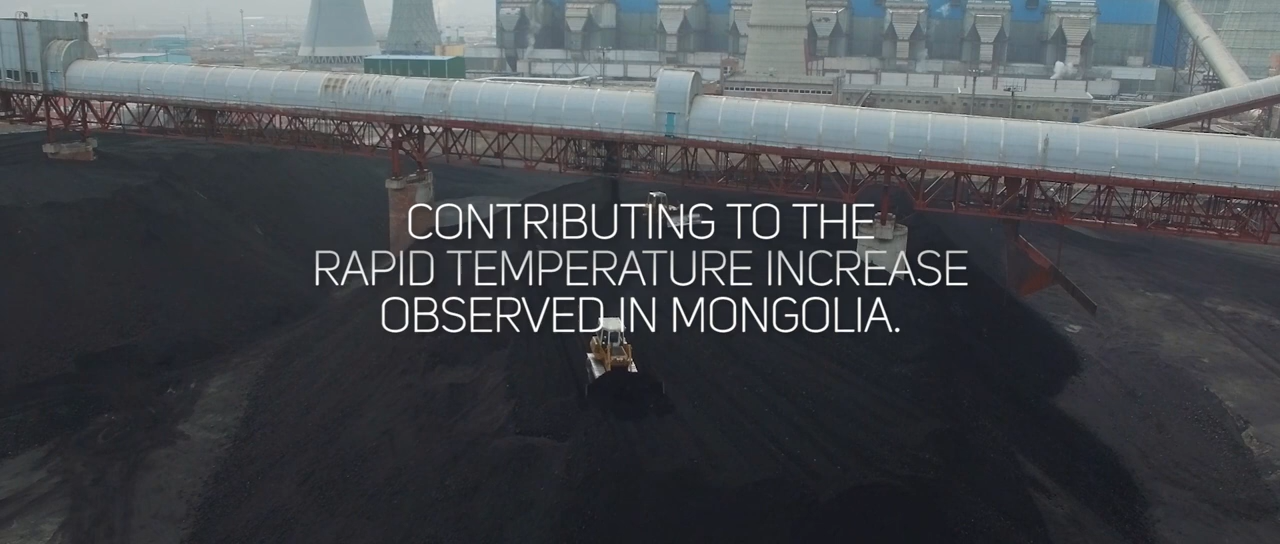 CONTRIBUTING TO THE
RAPID TEMPERATURE INCREASE
OBSERVED IN MONGOLIA.